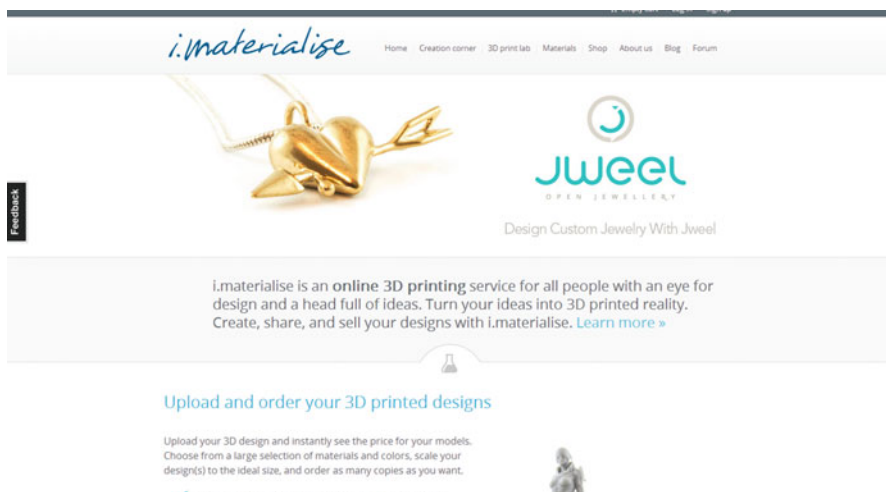 i.materialise
Home Creation corner 3D print lab Materials Shop About us Blog Forum
Jweel
OPEN JEWELLERY
Design Custom Jewelry With Jweel
Feedback
i.materialise is an online 3D printing service for all people with an eye for
design and a head full of ideas. Turn your ideas into 3D printed reality.
Create, share, and sell your designs with i.materialise. Learn more »
Upload and order your 3D printed designs
Upload your 3D design and instantly see the price for your models.
Choose from a large selection of materials and colors, scale your
design(s) to the ideal size, and order as many copies as you want.